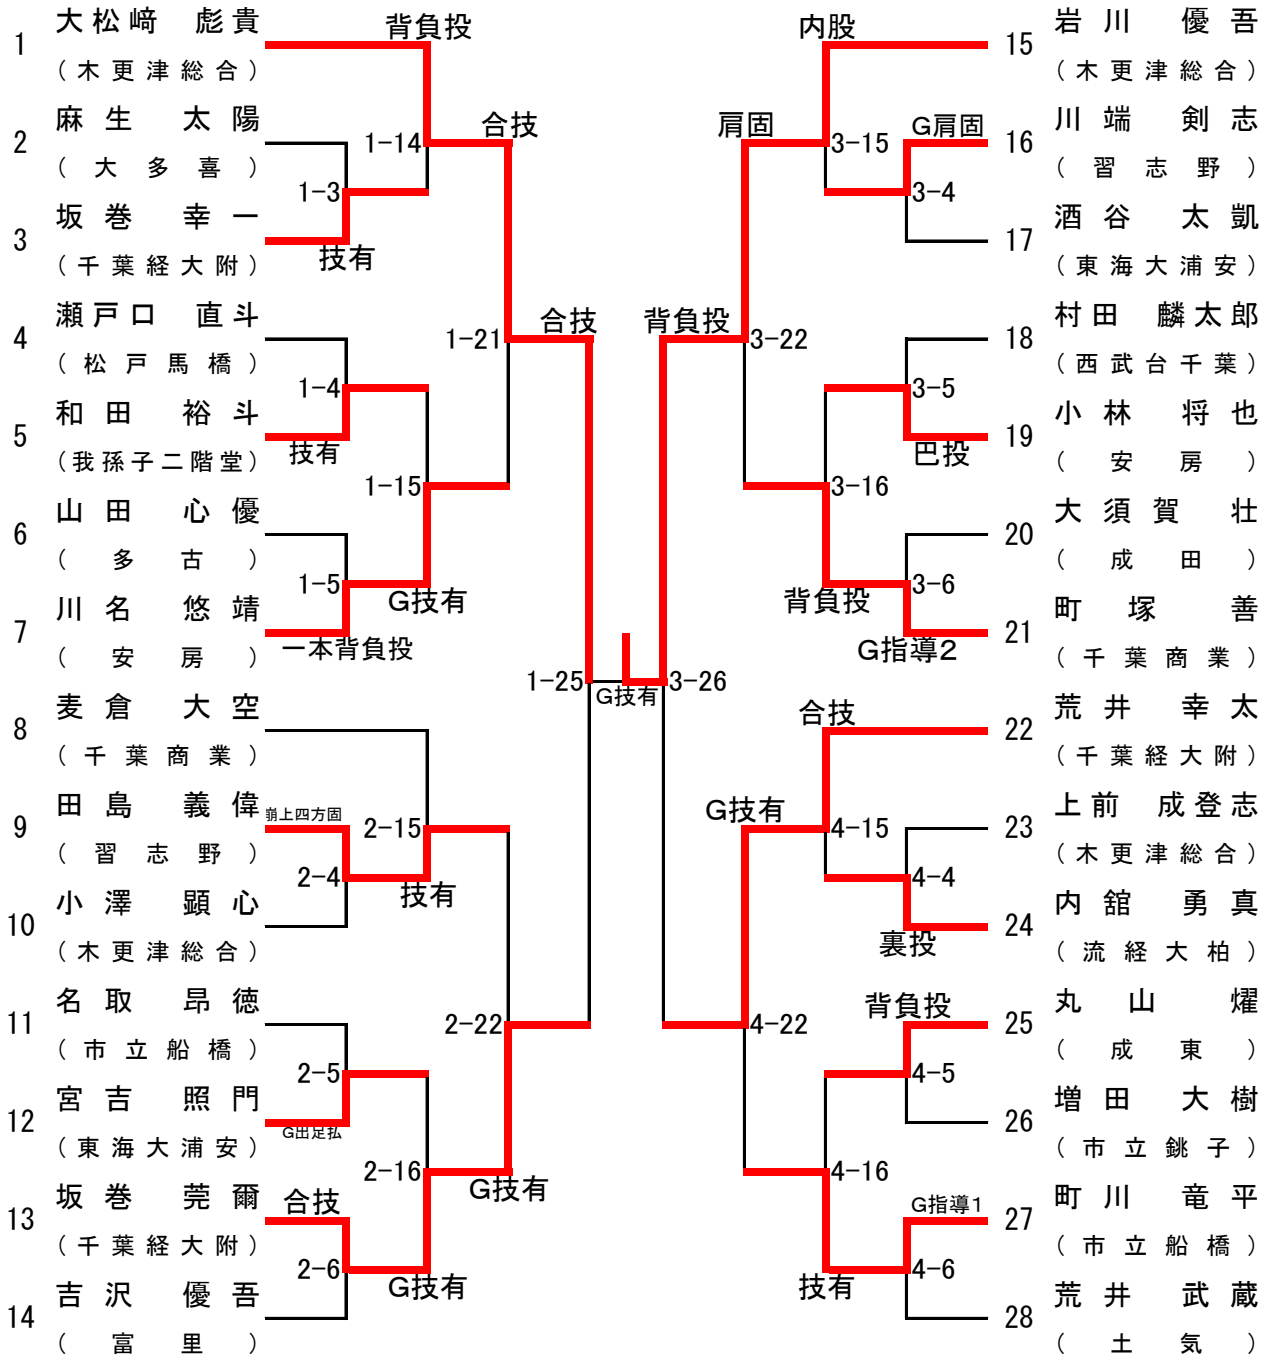 大松﨑 彪貴
1
（木更津総合）
背負投
麻生 太陽
2
（大多喜）
1-14
合技
1-3
坂巻 幸一
3
（千葉経大附）
技有
瀬戸口 直斗
4
（松戸馬橋）
1-21
合技
1-4
和田 裕斗
5
（我孫子二階堂）
技有
1-15
山田 心優
6
（多古）
1-5
G技有
川名 悠靖
7
（安房）
一本背負投
1-25
G技有
麦倉 大空
8
（千葉商業）
田島 義偉
9
（習志野）
崩上四方固
2-15
2-4
技有
小澤 顕心
10
（木更津総合）
名取 昂徳
11
（市立船橋）
2-22
2-5
宮吉 照門
12
（東海大浦安）
G出足払
2-16
G技有
坂巻 莞爾
13
（千葉経大附）
合技
2-6
G技有
吉沢 優吾
14
（富里）
岩川 優吾
15
（木更津総合）
内股
川端 剣志
16
（習志野）
肩固
3-15
G肩固
3-4
酒谷 太凱
17
（東海大浦安）
村田 麟太郎
18
（西武台千葉）
背負投
3-22
3-5
小林 将也
19
（安房）
巴投
3-16
大須賀 壮
20
（成田）
背負投
3-6
町塚 善
21
（千葉商業）
G指導2
3-26
荒井 幸太
22
（千葉経大附）
合技
上前 成登志
23
（木更津総合）
G技有
4-15
4-4
内舘 勇真
24
（流経大柏）
裏投
丸山 燿
25
（成東）
背負投
4-22
4-5
増田 大樹
26
（市立銚子）
4-16
町川 竜平
27
（市立船橋）
G指導1
技有
4-6
荒井 武蔵
28
（土気）